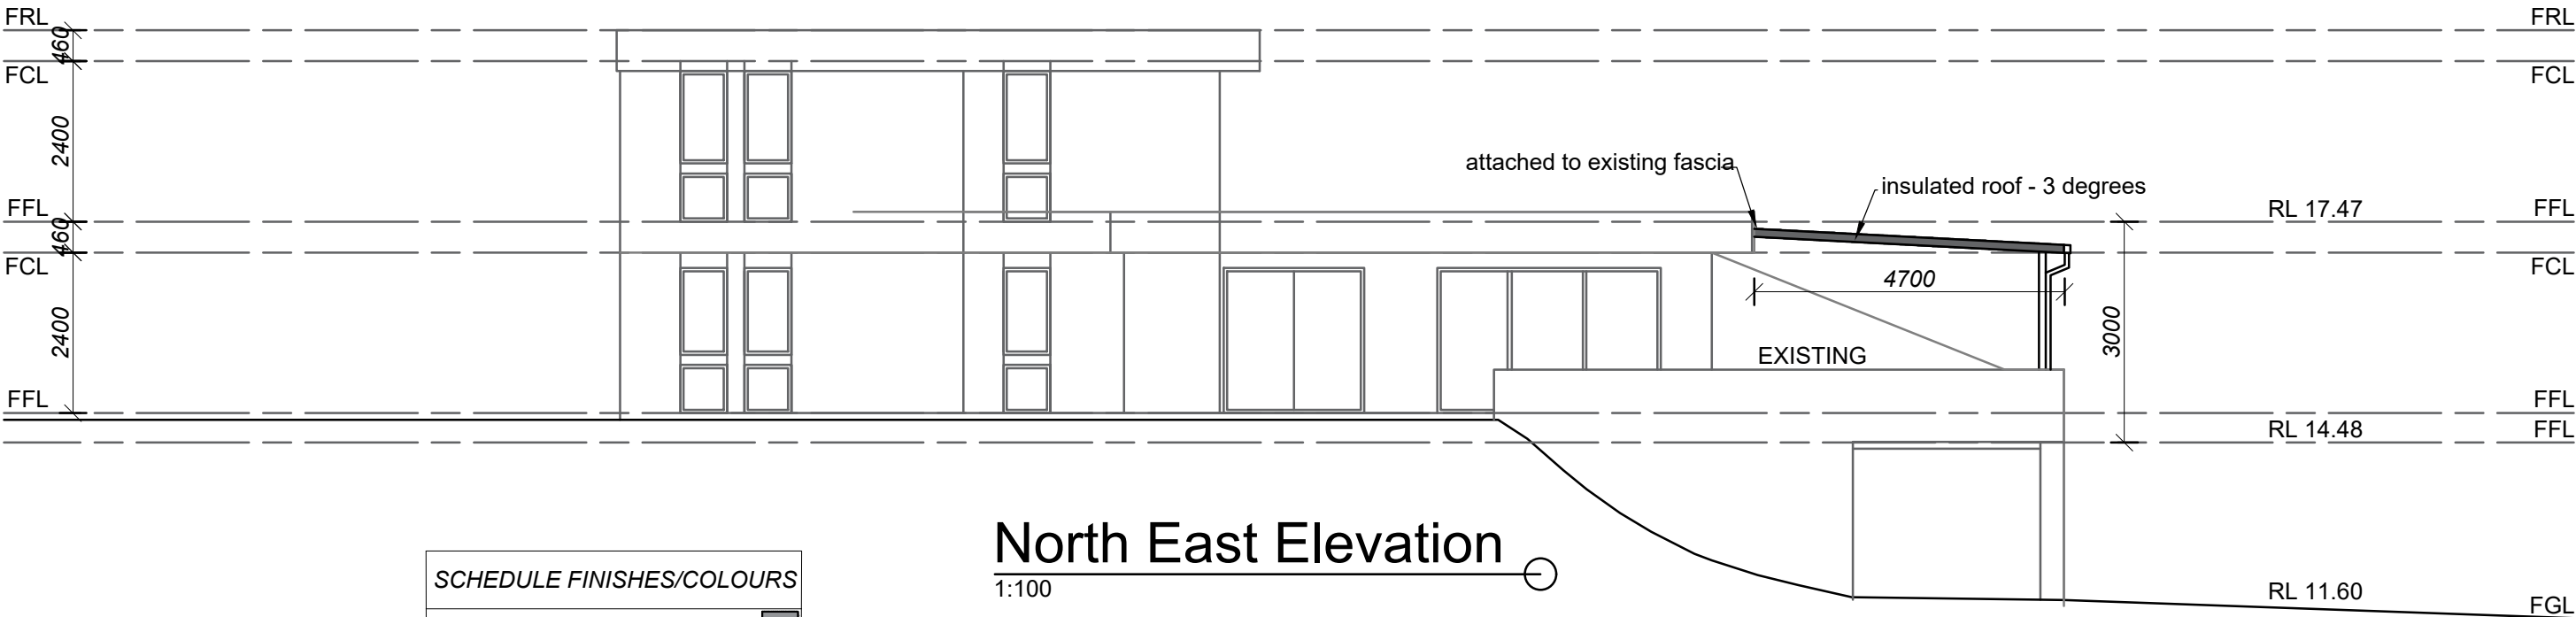 FRL
FRL
460
FCL
FCL
2400
attached to existing fascia
insulated roof - 3 degrees
FFL
RL 17.47
FFL
460
FCL
FCL
4700
2400
3000
EXISTING
FFL
FFL
RL 14.48
FFL
North East Elevation
1:100
SCHEDULE FINISHES/COLOURS
RL 11.60
FGL